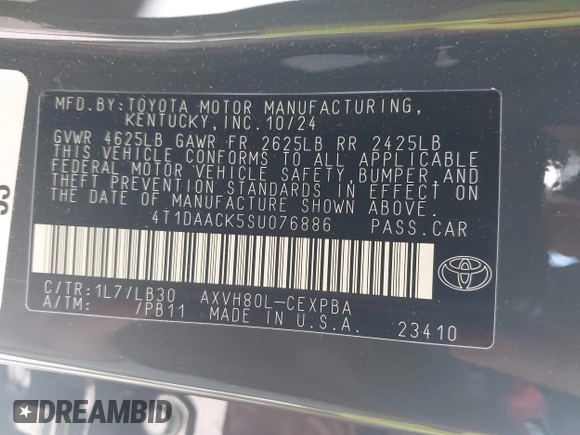 MFD.BY:TOYOTA MOTOR MANUFACTURING,
KENTUCKY, INC. 10/24
GVWR 4625LB GAWR FR 2625LB RR 2425LB
THIS VEHICLE CONFORMS TO ALL APPLICABLE
FEDERAL MOTOR VEHICLE SAFETY, BUMPER, AND
THEFT PREVENTION STANDARDS IN EFFECT ON
THE DATE OF MANUFACTURE SHOWN ABOVE.
4T1DAACK5SU076886 PASS.CAR
C/TR:1L7/LB30 AXVH80L-CEXPBA
A/TM: /PB11 MADE IN U.S.A. 23410
DREAMBID